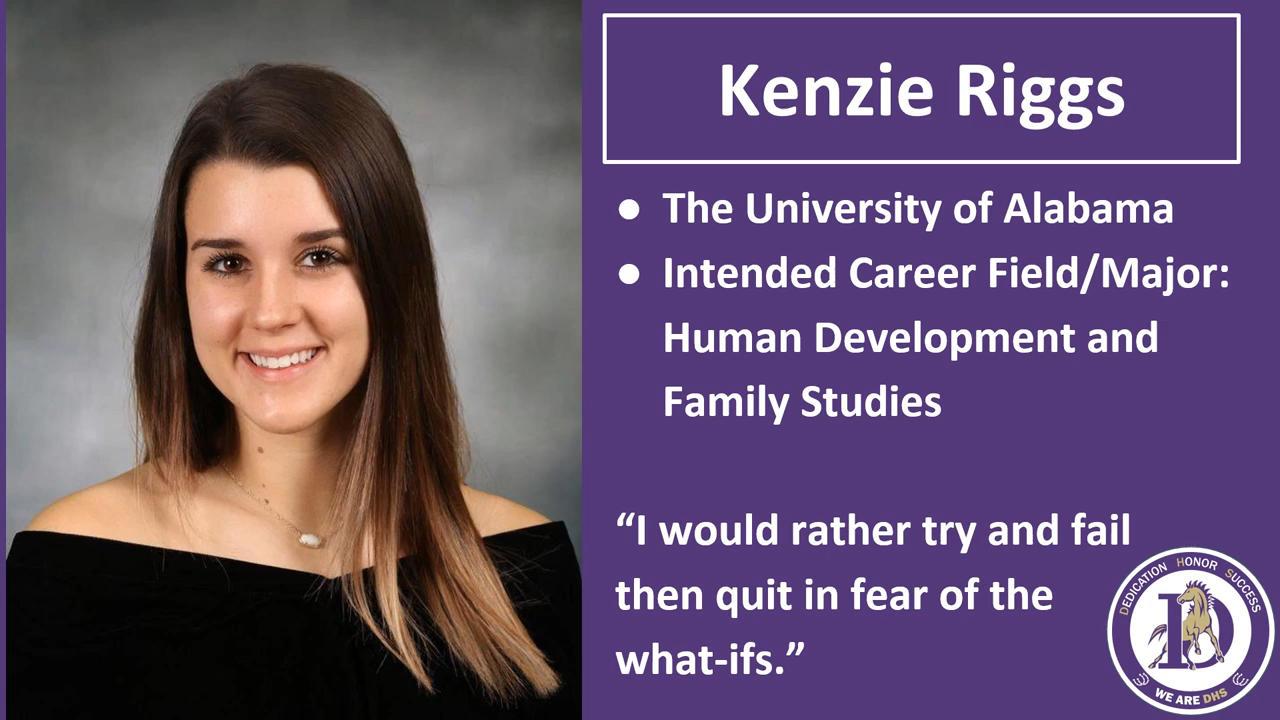 Kenzie Riggs
● The University of Alabama
● Intended Career Field/Major:
Human Development and
Family Studies
“I would rather try and fail
then quit in fear of the
what-ifs.”
DEDICATION HONOR SUCCESS
D
WE ARE DHS